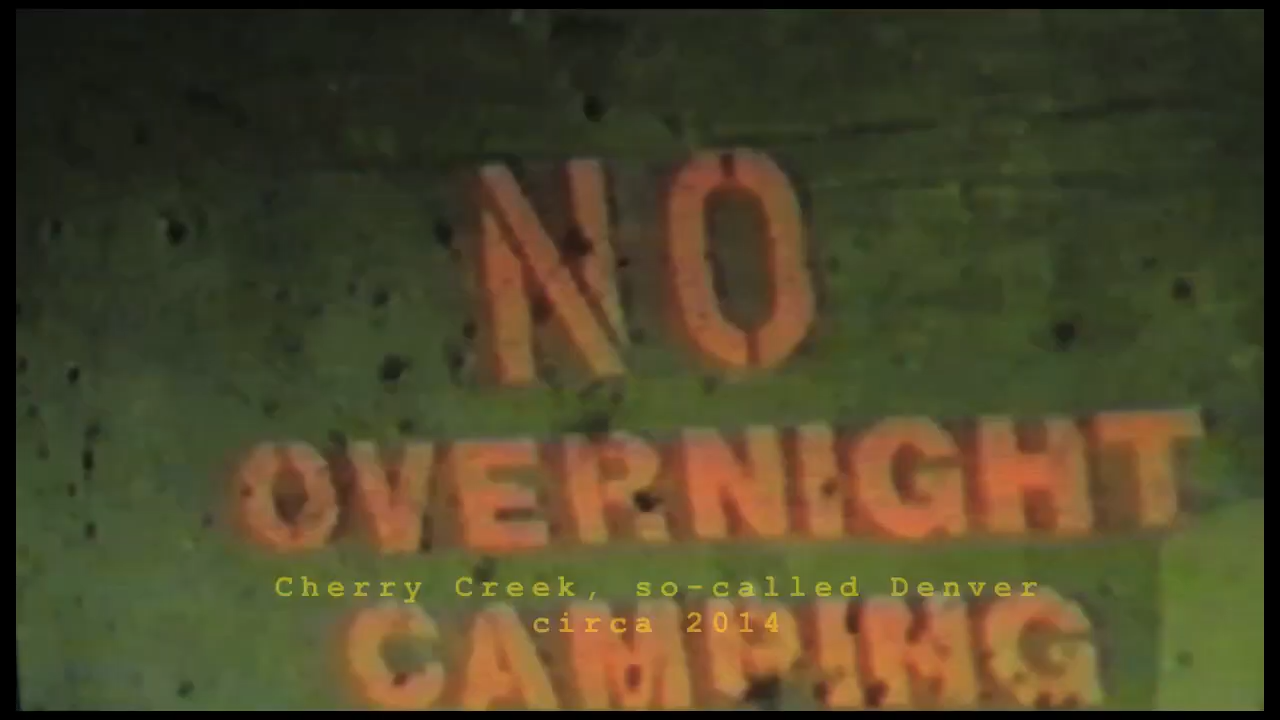 NO
OVERNIGHT
Cherry Creek, so-called Denver
circa 2014
CAMPING